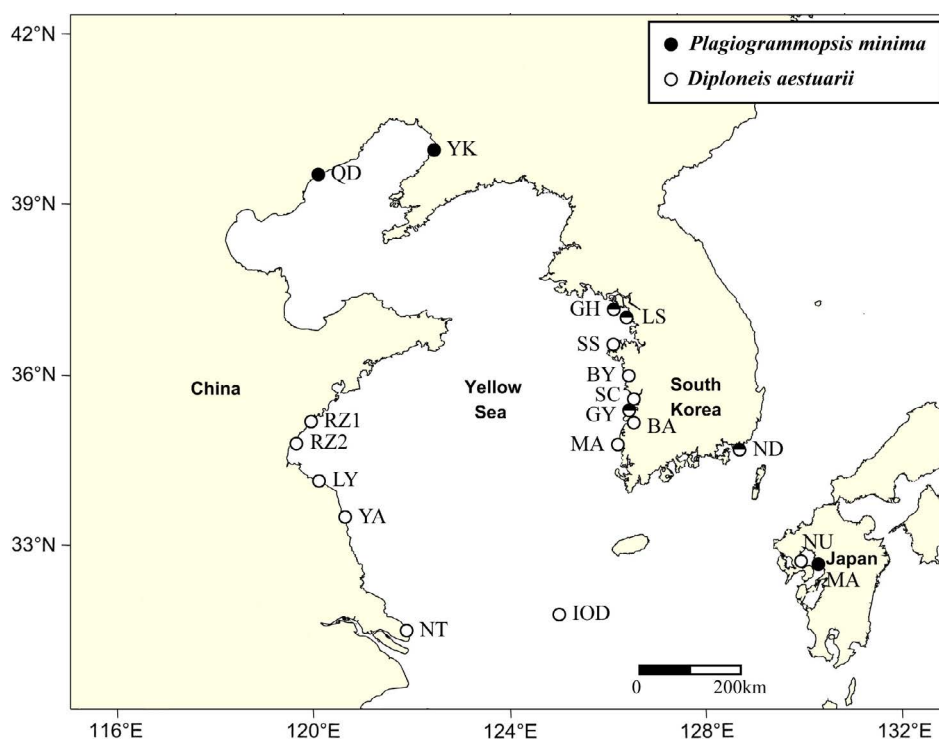 42°N
Plagiogrammopsis minima
Diploneis aestuarii
YK
QD
39°N
GH
LS
SS
36°N
BY
China
Yellow
Sea
South
Korea
SC
GY
RZ1
BA
RZ2
MA
ND
LY
YA
33°N
NU
Japan
MA
IOD
NT
0
200km
116°E
120°E
124°E
128°E
132°E